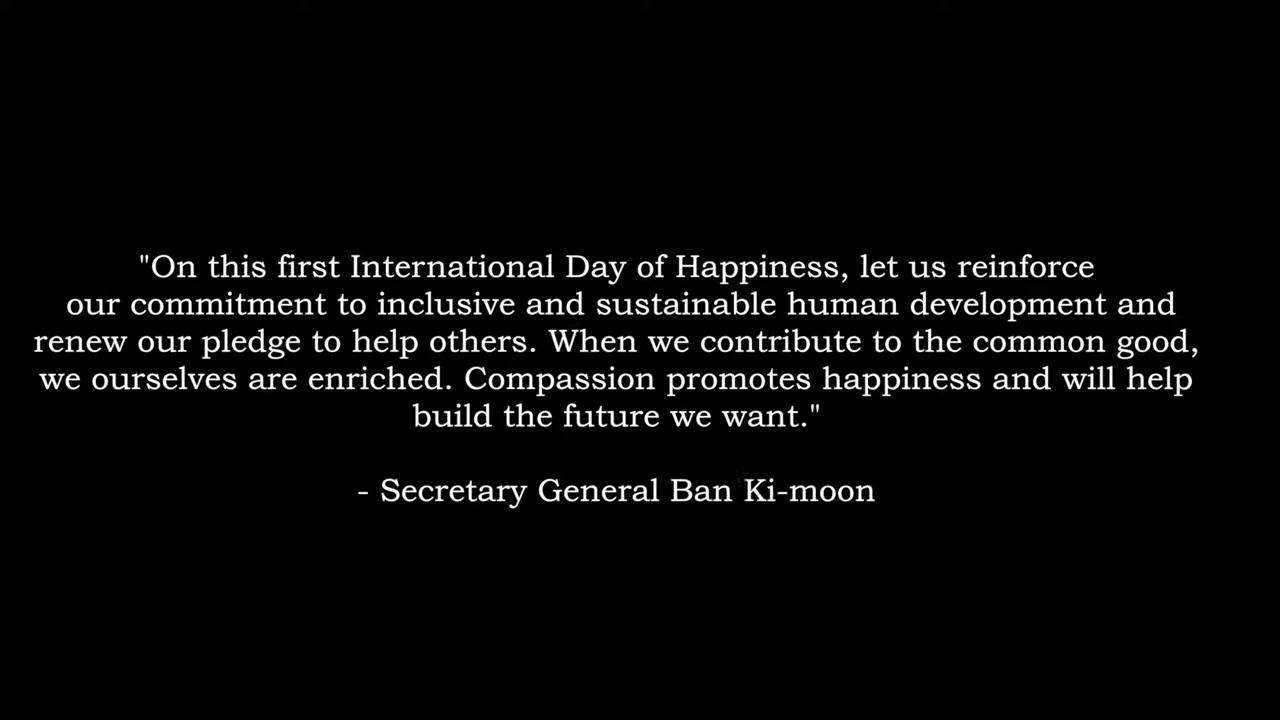 "On this first International Day of Happiness, let us reinforce
our commitment to inclusive and sustainable human development and
renew our pledge to help others. When we contribute to the common good,
we ourselves are enriched. Compassion promotes happiness and will help
build the future we want."
- Secretary General Ban Ki-moon